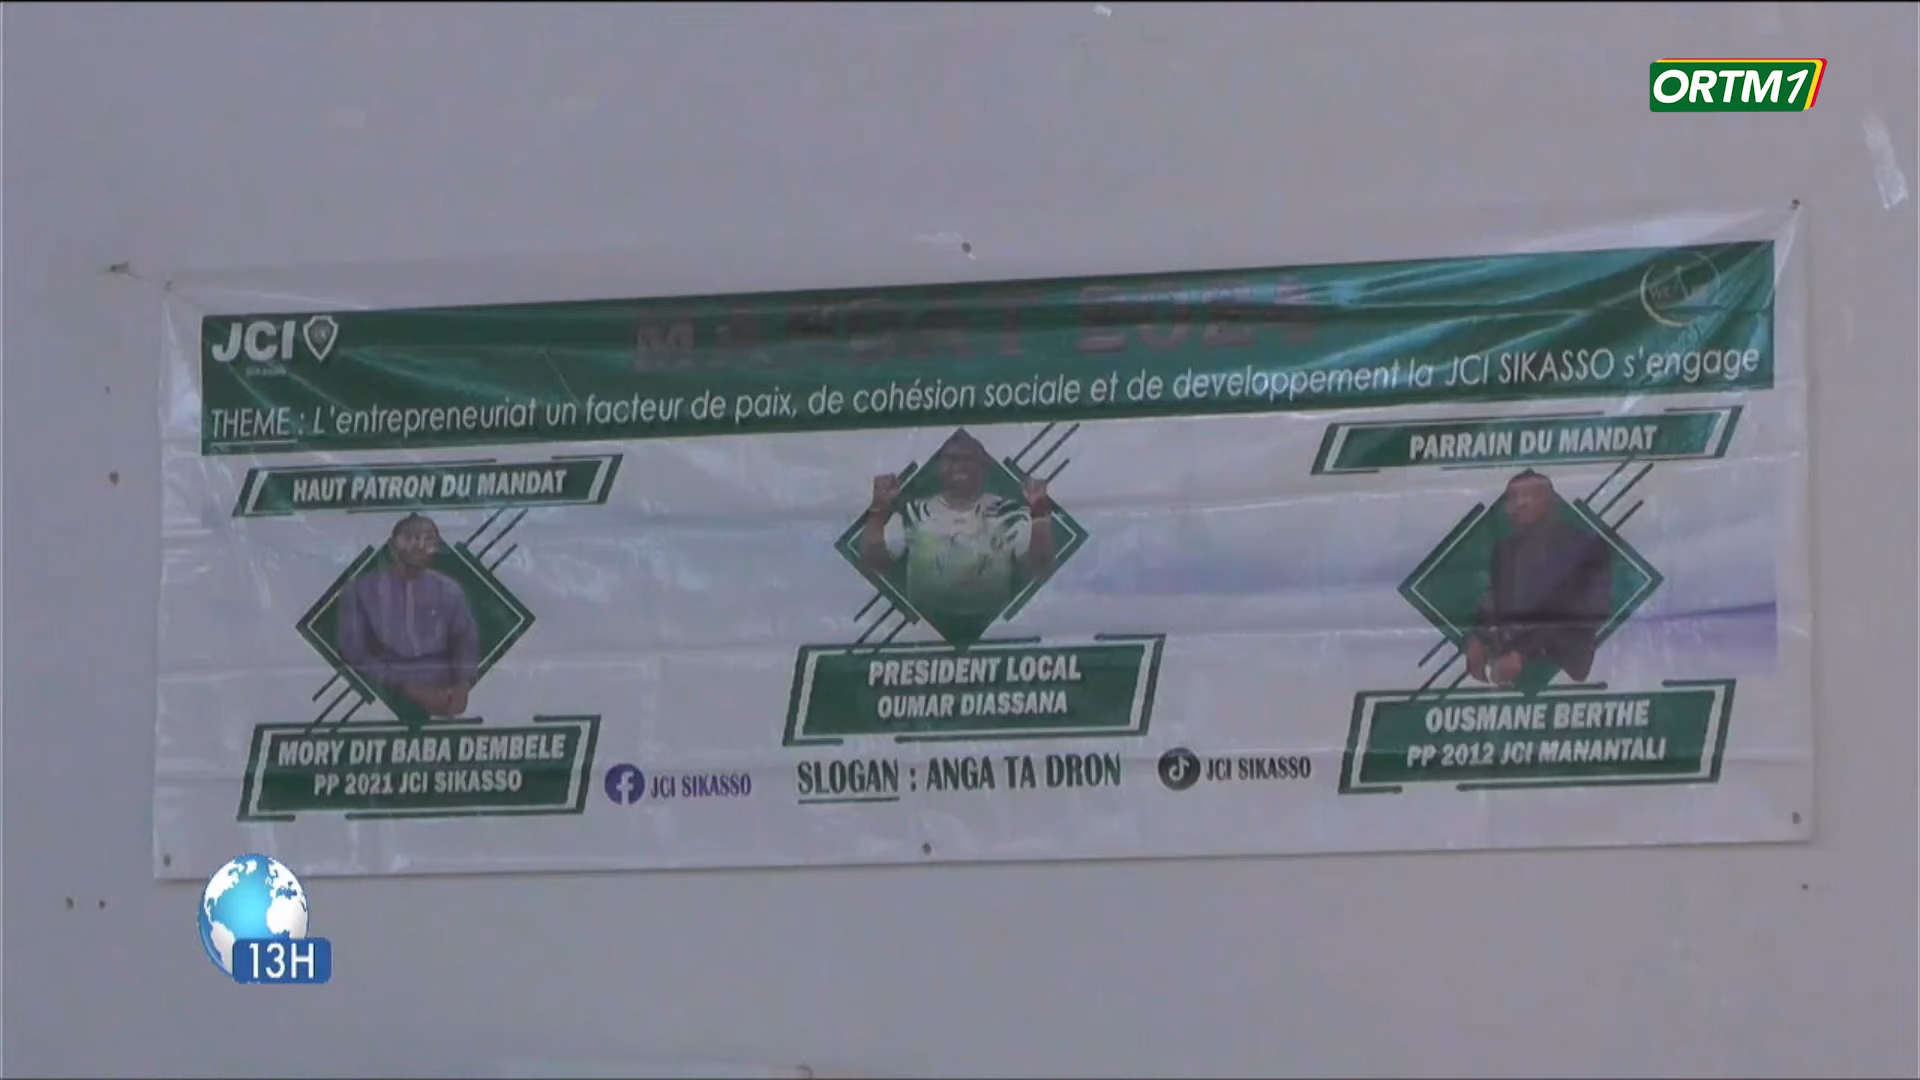 ORTM1
JCI
MANDAT 2024
THEME : L'entrepreneuriat un facteur de paix, de cohésion sociale et de developpement la JCI SIKASSO s'engage
HAUT PATRON DU MANDAT
PARRAIN DU MANDAT
PRESIDENT LOCAL
OUMAR DIASSANA
MORY DIT BABA DEMBELE
PP 2021 JCI SIKASSO
OUSMANE BERTHE
PP 2012 JCI MANANTALI
JCI SIKASSO
SLOGAN : ANGA TA DRON
JCI SIKASSO
13H